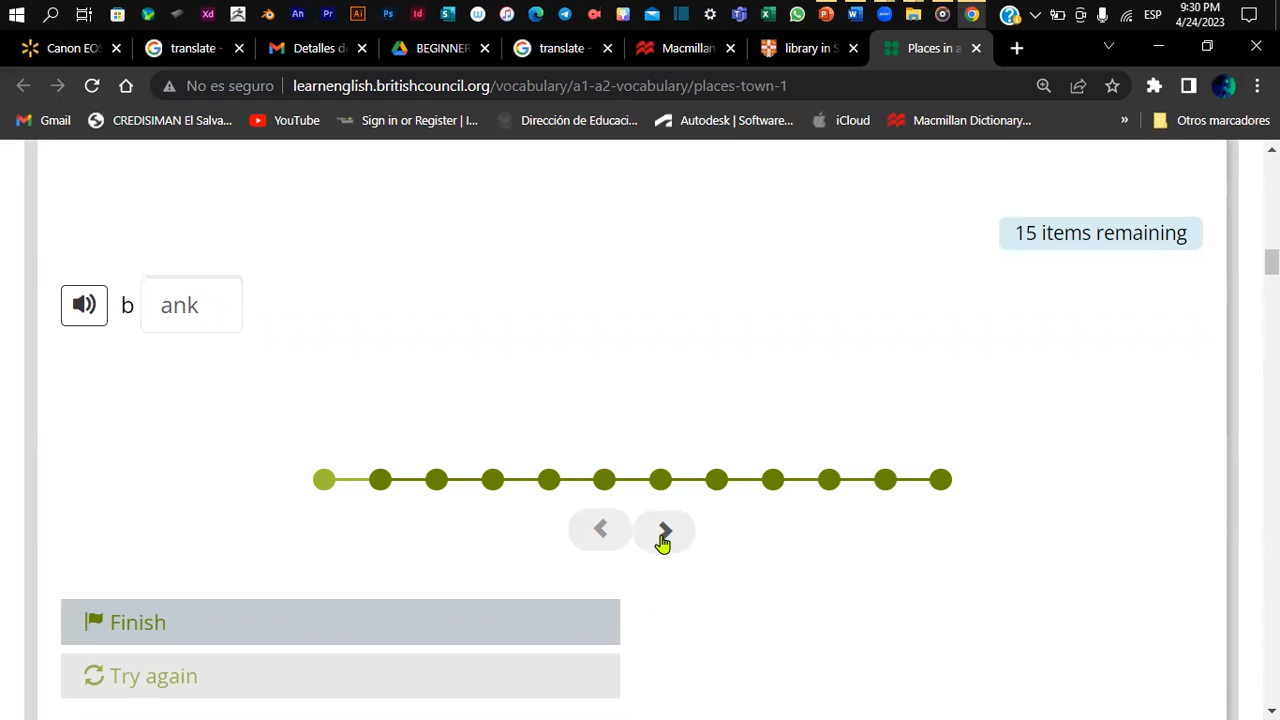 9:30 PM
ESP
4/24/2023
Canon EOS
translate -
Detalles d
BEGINNER
translate -
Macmillan
library in S
Places in a
No es seguro
learnenglish.britishcouncil.org/vocabulary/a1-a2-vocabulary/places-town-1
Gmail
CREDISIMAN El Salva...
YouTube
Sign in or Register | I...
Dirección de Educaci...
Autodesk | Software...
iCloud
Macmillan Dictionary...
»
Otros marcadores
15 items remaining
b ank
Finish
Try again